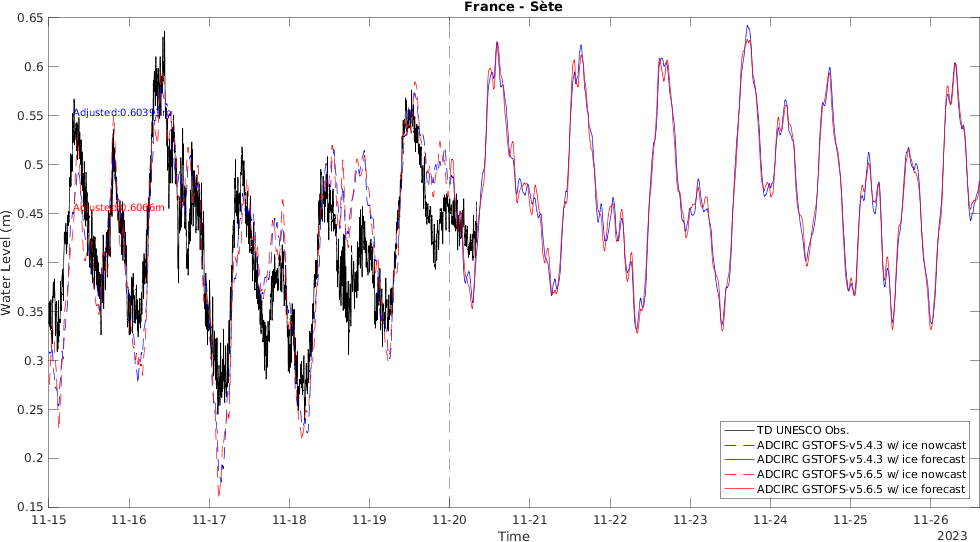 France - Sète
0.65
0.6
0.55
0.5
0.45
0.4
0.35
0.3
0.25
0.2
0.15
Water Level (m)
Adjusted:0.6066m
11-15
11-16
11-17
11-18
11-19
11-20
11-21
11-22
11-23
11-24
11-25
11-26
2023
Time
TD UNESCO Obs.
ADCIRC GSTOFS-v5.4.3 w/ ice nowcast
ADCIRC GSTOFS-v5.4.3 w/ ice forecast
ADCIRC GSTOFS-v5.6.5 w/ ice nowcast
ADCIRC GSTOFS-v5.6.5 w/ ice forecast